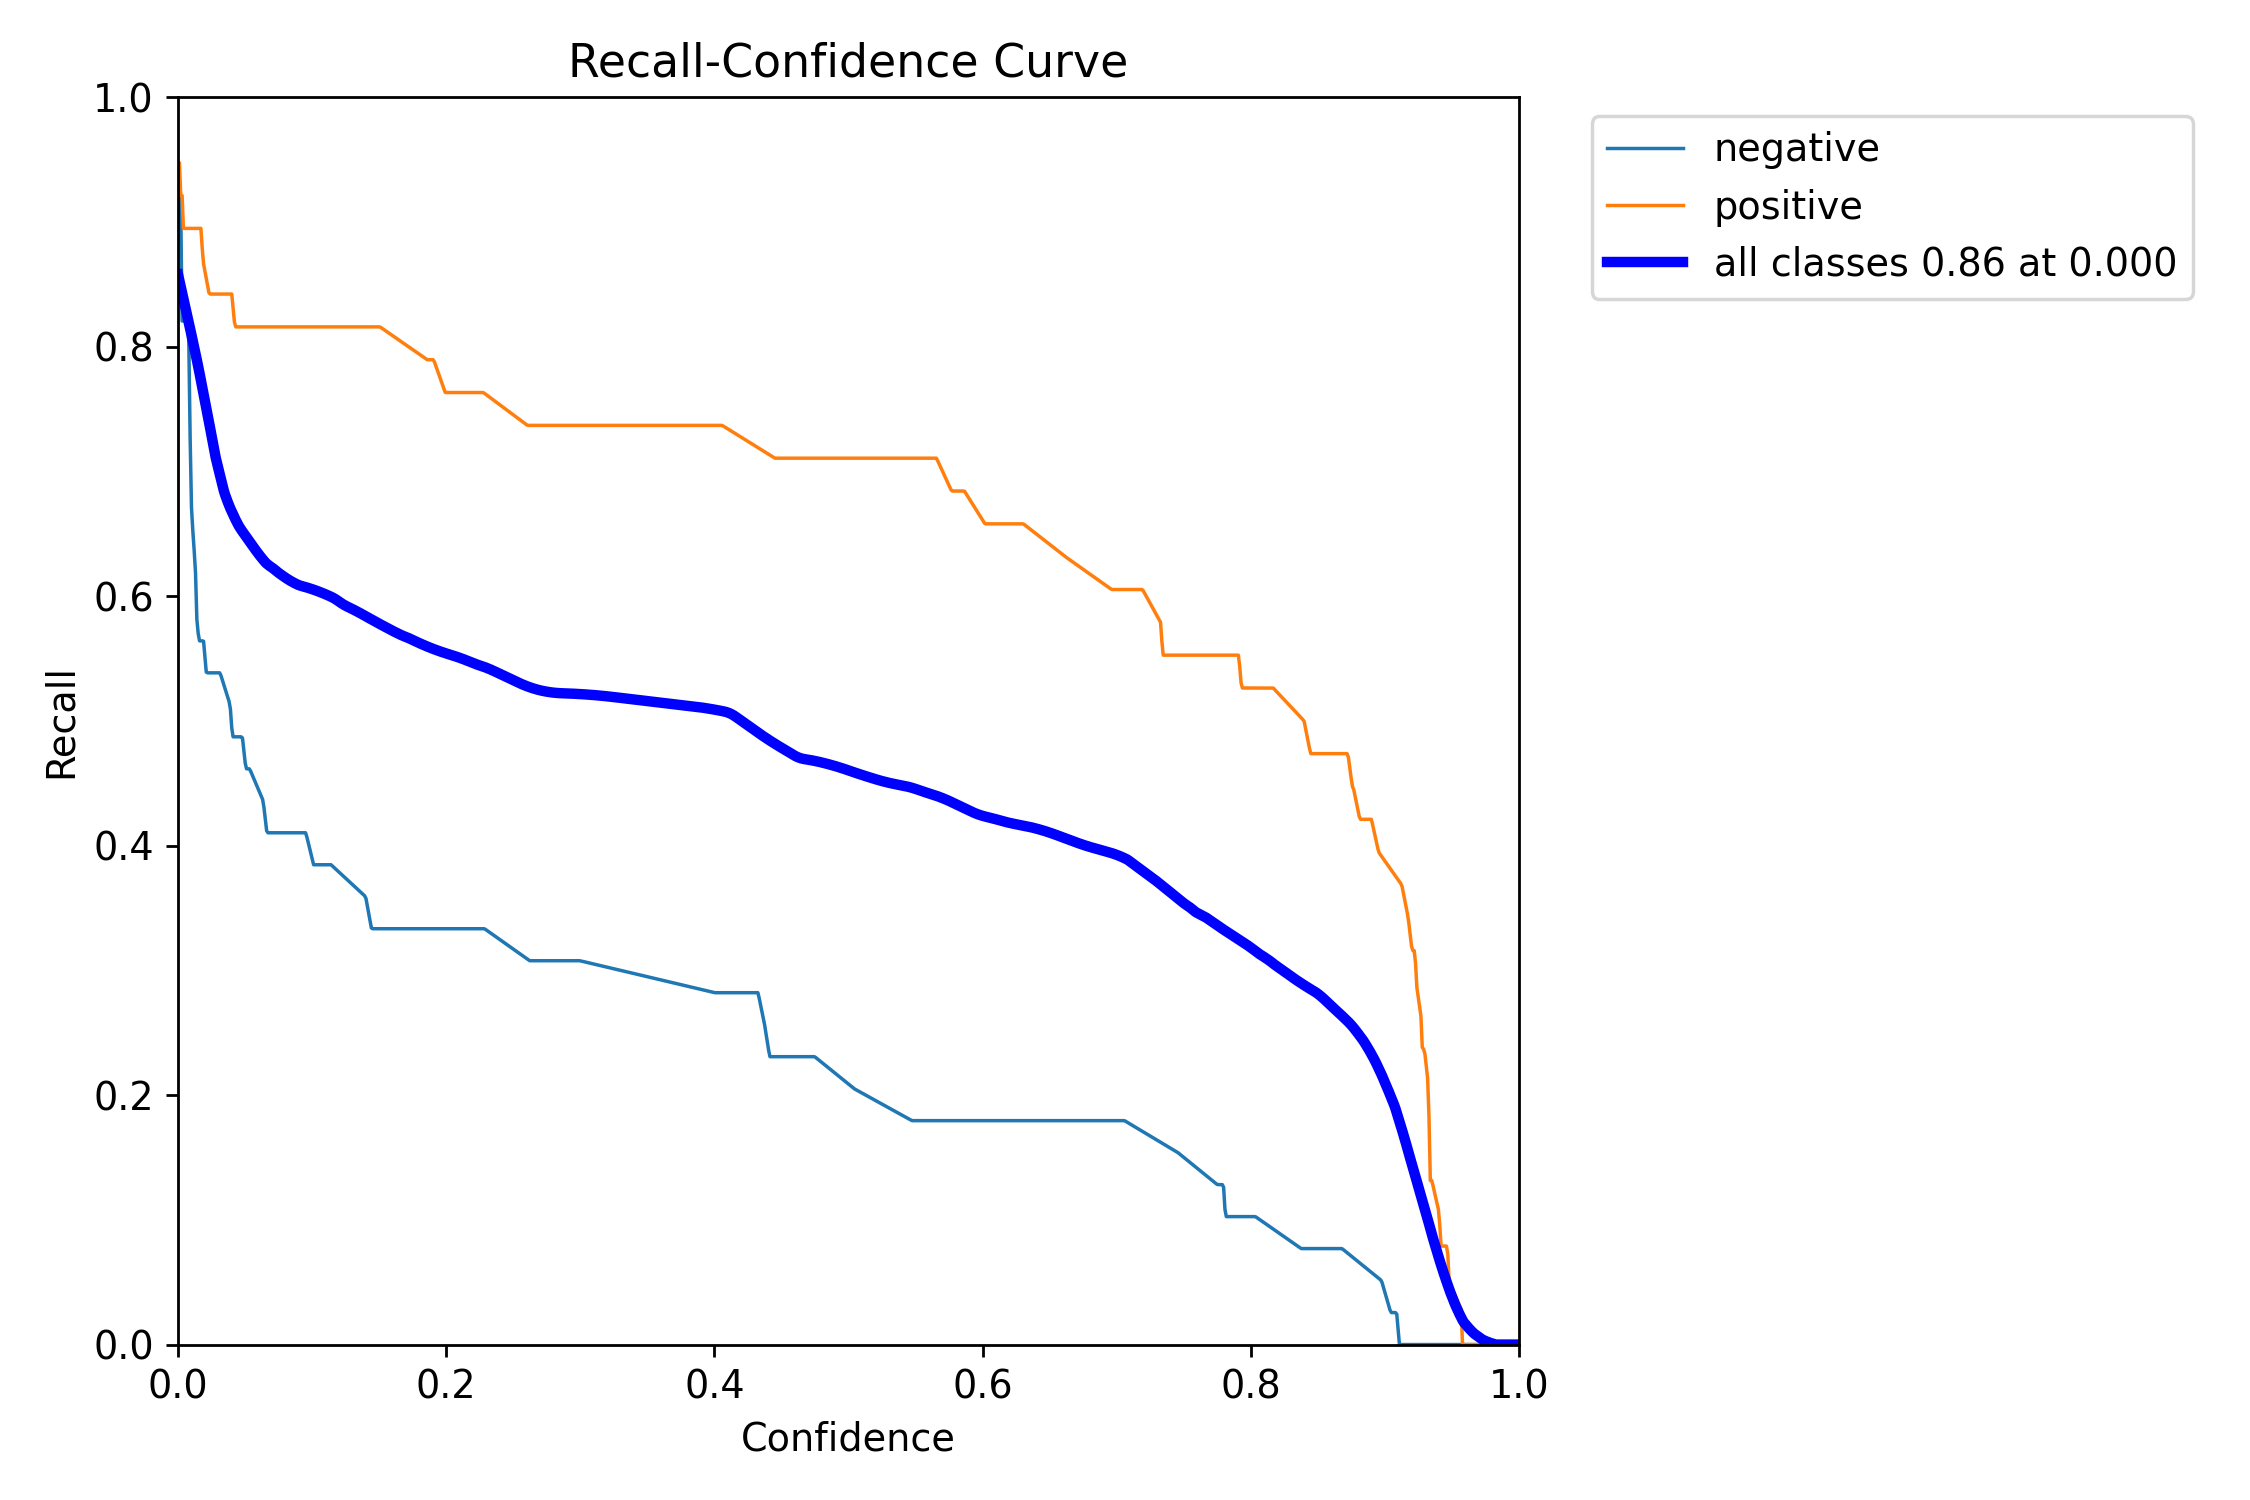 Recall-Confidence Curve
1.0
0.8
0.6
0.4
0.2
0.0
Recall
0.0 0.2 0.4 0.6 0.8 1.0
Confidence
negative
positive
all classes 0.86 at 0.000